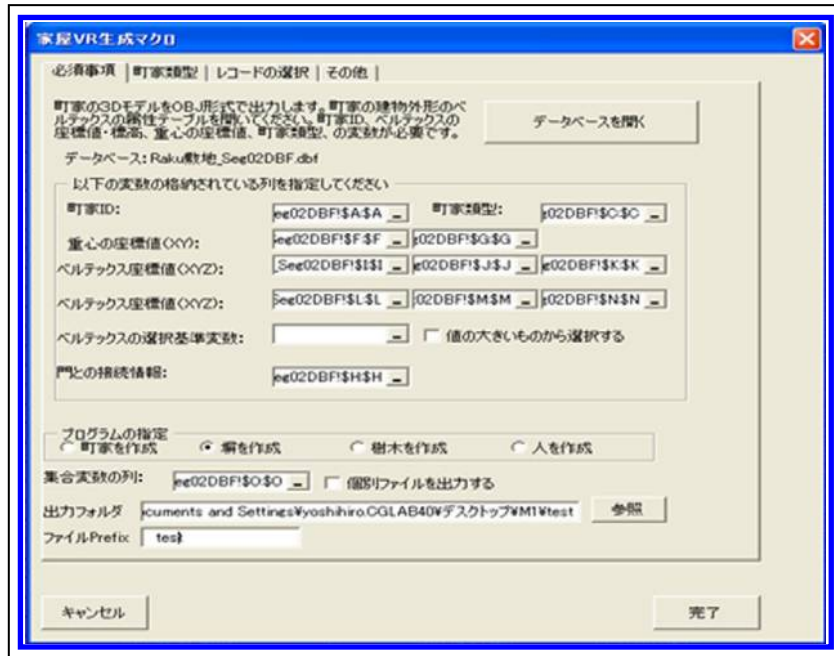 家屋VR生成マクロ
必須事項 | 町家類型 | レコードの選択 | その他 |
町家の3DモデルをOBJ形式で出力します。町家の建物外形のベ
ルテックスの属性テーブルを開いてください。町家ID、ベルテックスの
座標値・標高、重心の座標値、町家類型、の変数が必要です。
データベースを開く
データベース: Raku敷地_Seg02DBF.dbf
以下の変数の格納されている列を指定してください
町家ID: eg02DBF!$A:$A 町家類型: g02DBF!$C:$C
重心の座標値(XY): Seg02DBF!$F:$F g02DBF!$G:$G
ベルテックス座標値(XYZ): _Seg02DBF!$I:$I eg02DBF!$J:$J eg02DBF!$K:$K
ベルテックス座標値(XYZ): Seg02DBF!$L:$L 02DBF!$M:$M g02DBF!$N:$N
ベルテックスの選択基準変数: 値の大きいものから選択する
門との接続情報: eg02DBF!$H:$H
プログラムの指定
町家を作成 塀を作成 樹木を作成 人を作成
集合変数の列: eg02DBF!$O:$O 個別ファイルを出力する
出力フォルダ cuments and Settings¥yoshihiro.CGLAB40¥デスクトップ¥M1¥test 参照
ファイルPrefix test
キャンセル 完了